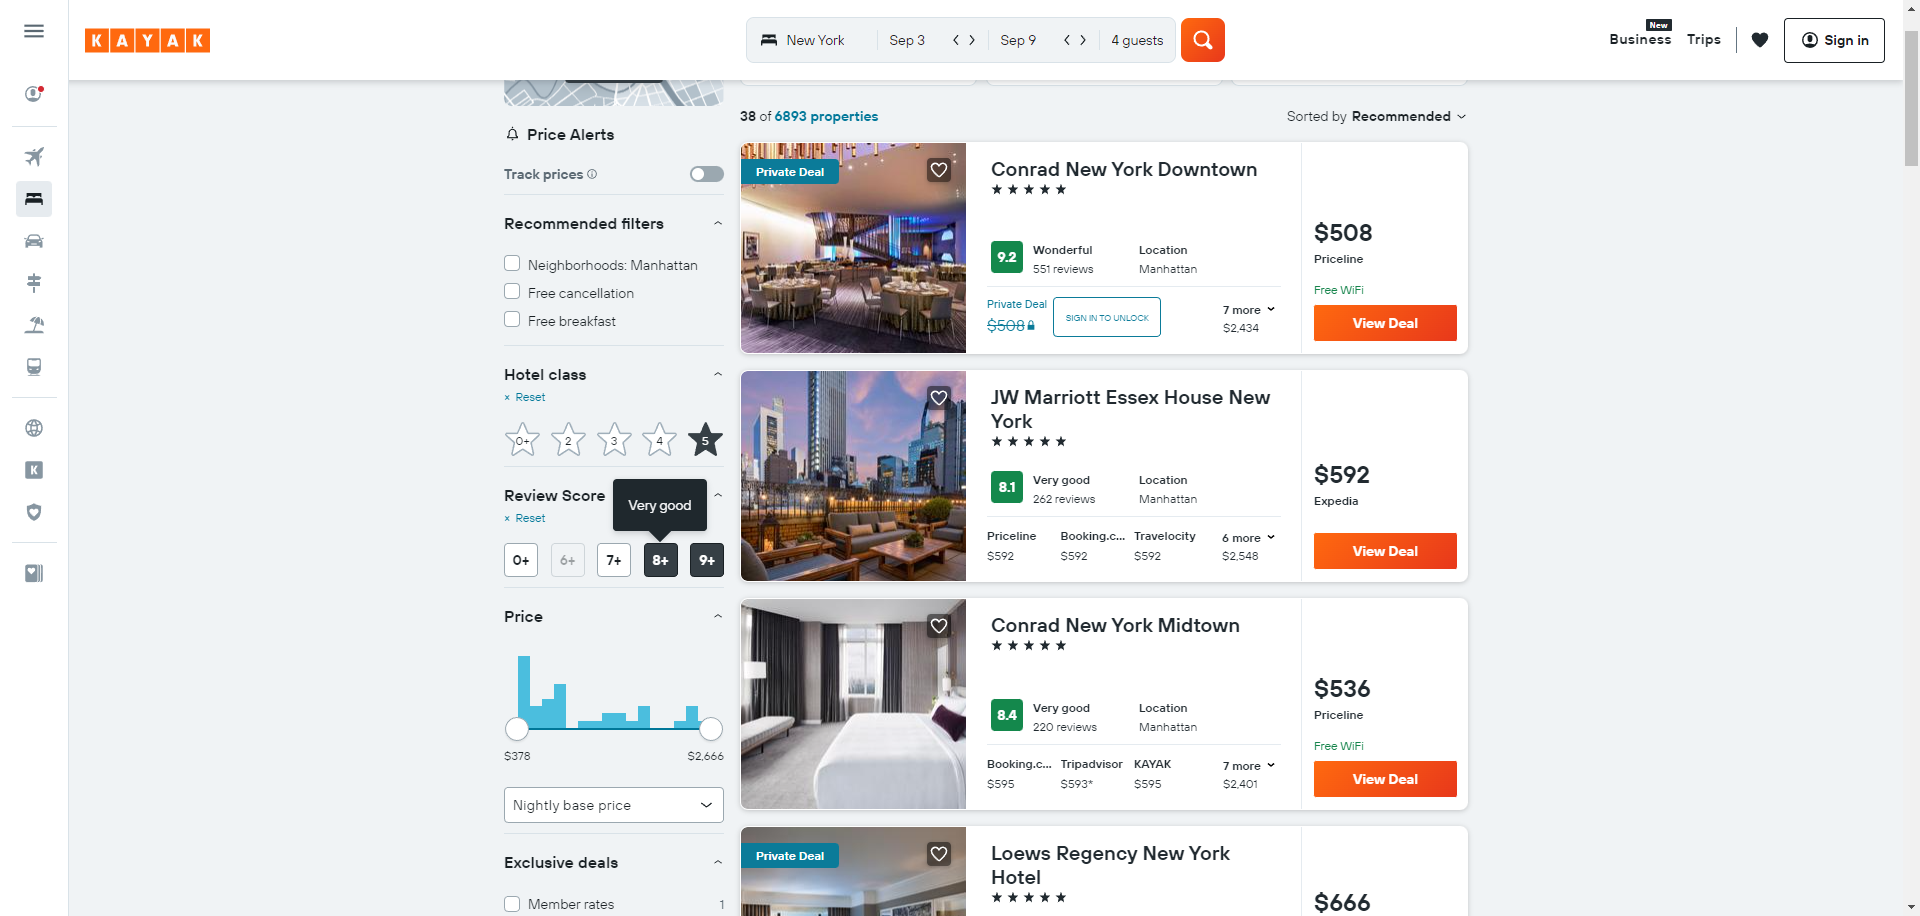 KAYAK
New York
Sep 3
Sep 9
4 guests
New
Business
Trips
Sign in
Price Alerts
Track prices
Recommended filters
Neighborhoods: Manhattan
Free cancellation
Free breakfast
Hotel class
× Reset
0+
2
3
4
5
Review Score
Very good
× Reset
0+
6+
7+
8+
9+
Price
$378
$2,666
Nightly base price
Exclusive deals
Member rates
1
38 of 6893 properties
Sorted by Recommended
Private Deal
Conrad New York Downtown
9.2
Wonderful
551 reviews
Location
Manhattan
Private Deal
$508
SIGN IN TO UNLOCK
7 more
$2,434
$508
Priceline
Free WiFi
View Deal
JW Marriott Essex House New
York
8.1
Very good
262 reviews
Location
Manhattan
Priceline
$592
Booking.c...
$592
Travelocity
$592
6 more
$2,548
$592
Expedia
View Deal
Conrad New York Midtown
8.4
Very good
220 reviews
Location
Manhattan
Booking.c...
$595
Tripadvisor
$593*
KAYAK
$595
7 more
$2,401
$536
Priceline
Free WiFi
View Deal
Private Deal
Loews Regency New York
Hotel
$666
K